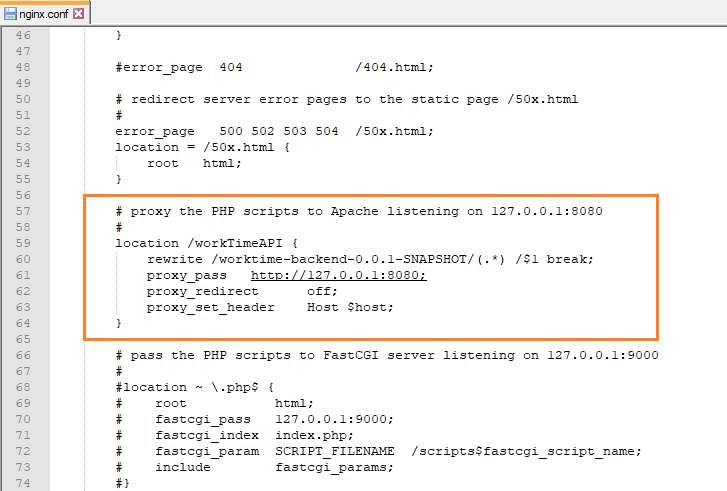 nginx.conf
46 }
47
48 #error_page 404 /404.html;
49
50 # redirect server error pages to the static page /50x.html
51 #
52 error_page 500 502 503 504 /50x.html;
53 location = /50x.html {
54 root html;
55 }
56
57 # proxy the PHP scripts to Apache listening on 127.0.0.1:8080
58 #
59 location /workTimeAPI {
60 rewrite /worktime-backend-0.0.1-SNAPSHOT/(.*) /$1 break;
61 proxy_pass http://127.0.0.1:8080;
62 proxy_redirect off;
63 proxy_set_header Host $host;
64 }
65
66 # pass the PHP scripts to FastCGI server listening on 127.0.0.1:9000
67 #
68 #location ~ \.php$ {
69 # root html;
70 # fastcgi_pass 127.0.0.1:9000;
71 # fastcgi_index index.php;
72 # fastcgi_param SCRIPT_FILENAME /scripts$fastcgi_script_name;
73 # include fastcgi_params;
74 #}